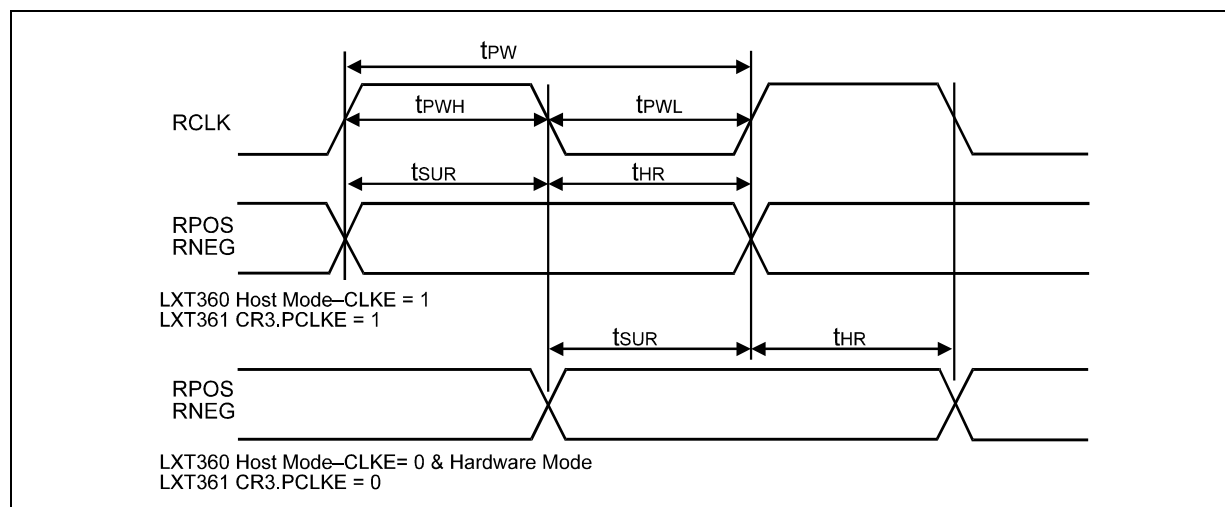 tPW
RCLK
tPWH
tPWL
tSUR
tHR
RPOS
RNEG
LXT360 Host Mode–CLKE = 1
LXT361 CR3.PCLKE = 1
tSUR
tHR
RPOS
RNEG
LXT360 Host Mode–CLKE= 0 & Hardware Mode
LXT361 CR3.PCLKE = 0